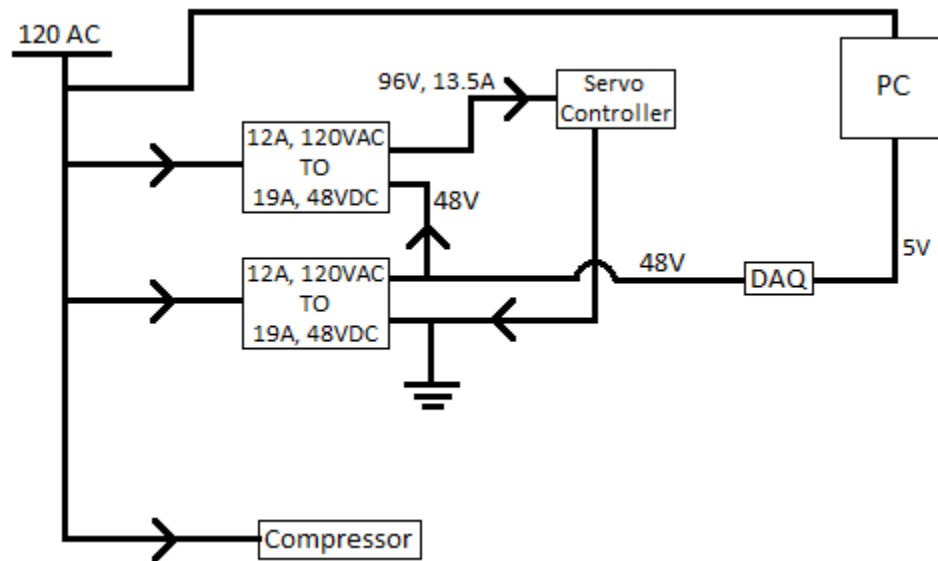 120 AC
PC
96V, 13.5A
Servo
Controller
12A, 120VAC
TO
19A, 48VDC
48V
5V
12A, 120VAC
TO
19A, 48VDC
48V
DAQ
Compressor